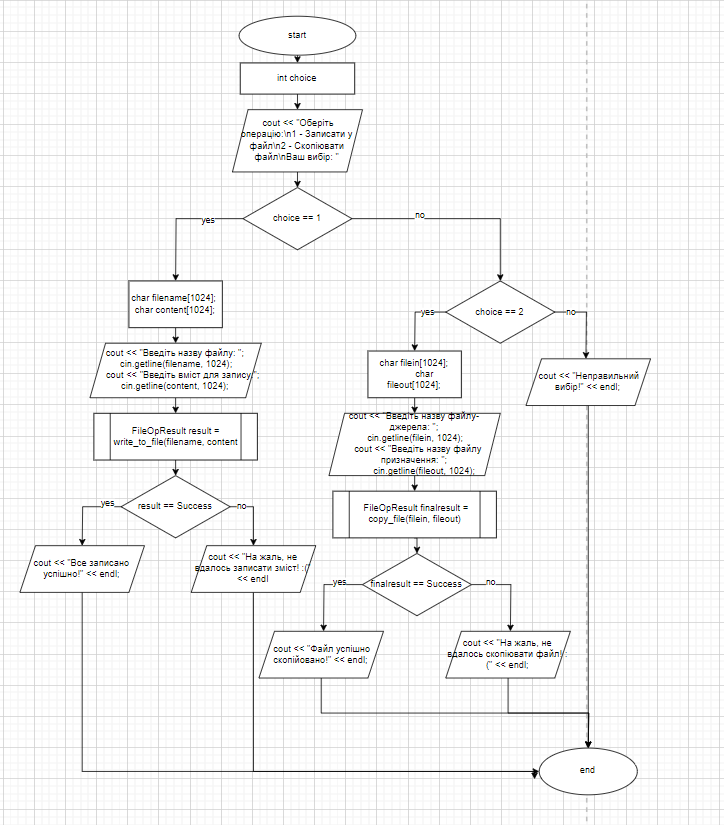 start
int choice
cout << "Оберіть
операцію:\n1 - Записати у
файл\n2 - Скопіювати
файл\nВаш вибір: "
choice == 1
yes
no
char filename[1024];
char content[1024];
choice == 2
yes
no
cout << "Введіть назву файлу: ";
cin.getline(filename, 1024);
cout << "Введіть вміст для запису: ";
cin.getline(content, 1024);
char filein[1024];
char
fileout[1024];
cout << "Неправильний
вибір!" << endl;
FileOpResult result =
write_to_file(filename, content
cout << "Введіть назву файлу-
джерела: ";
cin.getline(filein, 1024);
cout << "Введіть назву файлу
призначення: ";
cin.getline(fileout, 1024);
result == Success
yes
no
FileOpResult finalresult =
copy_file(filein, fileout)
cout << "Все записано
успішно!" << endl;
cout << "На жаль, не
вдалось записати зміст! :("
<< endl
finalresult == Success
yes
no
cout << "Файл успішно
скопійовано!" << endl;
cout << "На жаль, не
вдалось скопіювати файл! :
(" << endl;
end